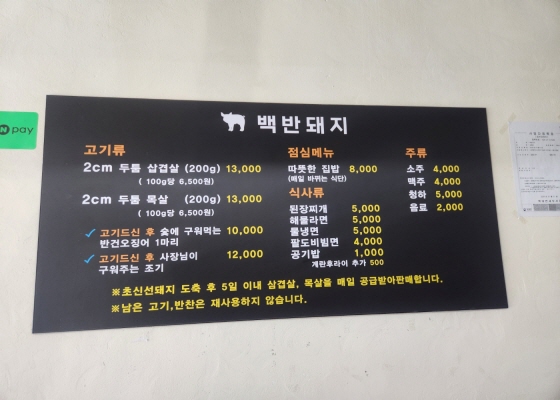 N pay
백반돼지
고기류
2cm 두툼 삼겹살 (200g) 13,000
( 100g당 6,500원)
2cm 두툼 목살 (200g) 13,000
( 100g당 6,500원)
✓ 고기드신 후 숯에 구워먹는 10,000
반건오징어 1마리
✓ 고기드신 후 사장님이 12,000
구워주는 조기
점심메뉴
따뜻한 집밥 8,000
(매일 바뀌는 식단)
식사류
된장찌개 5,000
해물라면 5,000
물냉면 5,000
팔도비빔면 4,000
공기밥 1,000
계란후라이 추가 500
주류
소주 4,000
맥주 4,000
청하 5,000
음료 2,000
※초신선돼지 도축 후 5일 이내 삼겹살, 목살을 매일 공급받아판매합니다.
※남은 고기,반찬은 재사용하지 않습니다.